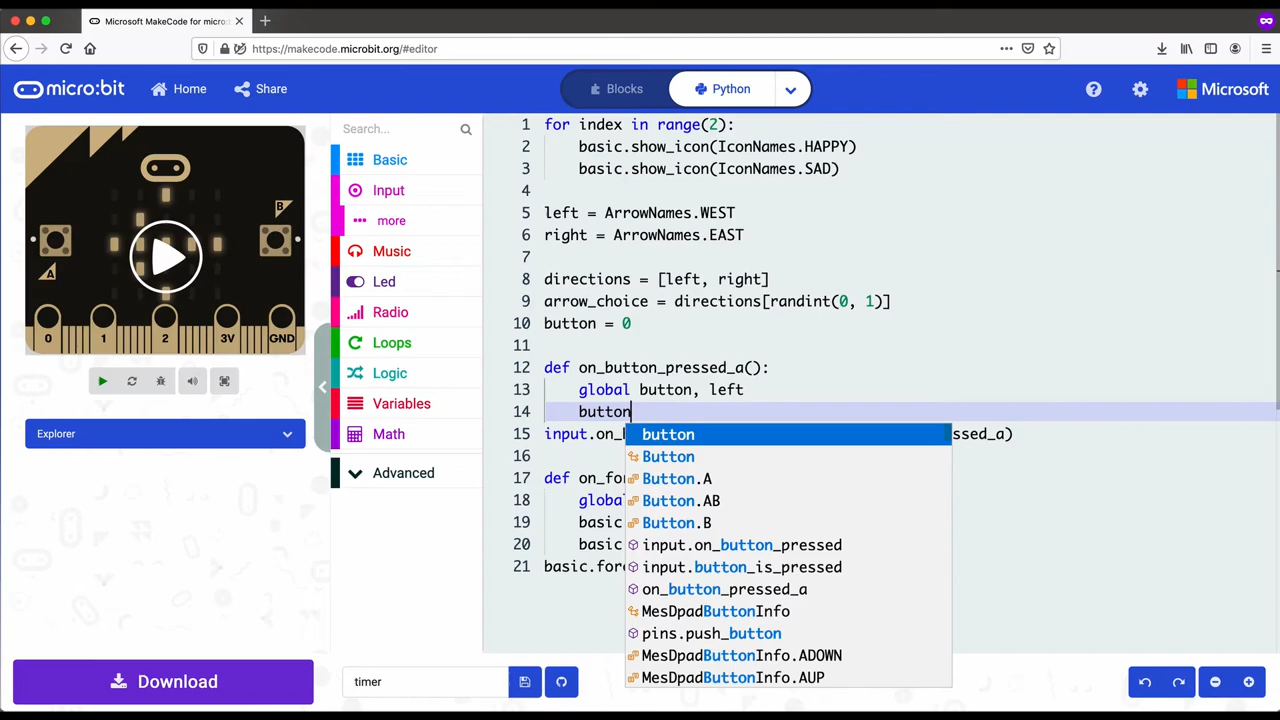 Microsoft MakeCode for micro:
https://makecode.microbit.org/#editor
micro:bit
Home
Share
Blocks
Python
Microsoft
B
A
0 1 2 3V GND
Explorer
Download
Search...
Basic
Input
more
Music
Led
Radio
Loops
Logic
Variables
Math
Advanced
1 for index in range(2):
2 basic.show_icon(IconNames.HAPPY)
3 basic.show_icon(IconNames.SAD)
4
5 left = ArrowNames.WEST
6 right = ArrowNames.EAST
7
8 directions = [left, right]
9 arrow_choice = directions[randint(0, 1)]
10 button = 0
11
12 def on_button_pressed_a():
13 global button, left
14 button
15 input.on_b ssed_a)
16
17 def on_for
18 globa
19 basic
20 basic
21 basic.fore
button
Button
Button.A
Button.AB
Button.B
input.on_button_pressed
input.button_is_pressed
on_button_pressed_a
MesDpadButtonInfo
pins.push_button
MesDpadButtonInfo.ADOWN
MesDpadButtonInfo.AUP
timer